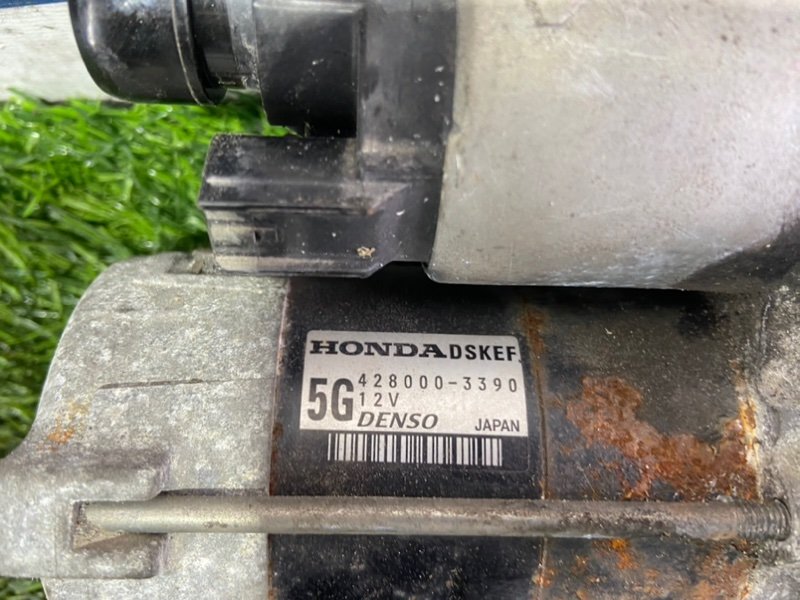 HONDA DSKEF
5G 428000-3390
12V
DENSO JAPAN